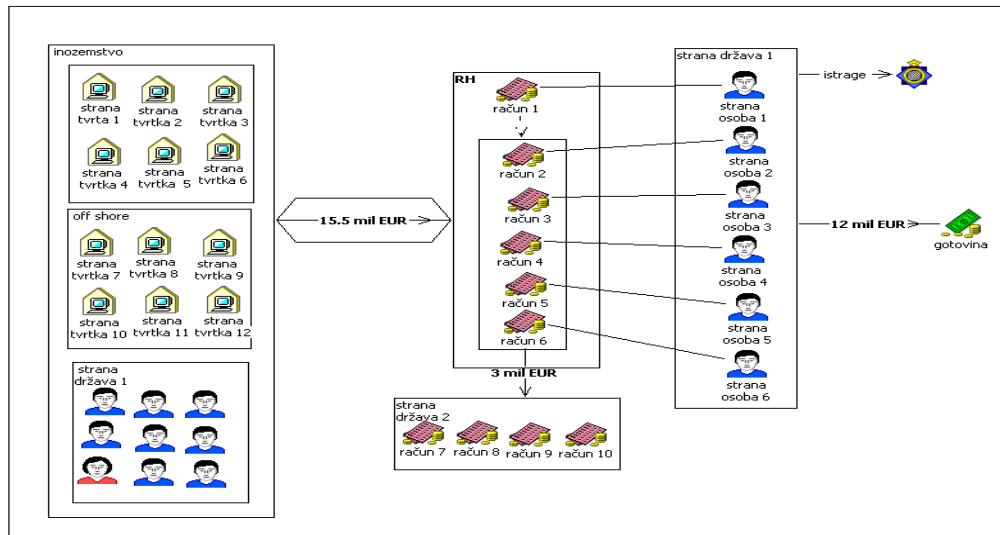 inozemstvo
strana
tvrta 1
strana
tvrtka 2
strana
tvrtka 3
strana
tvrtka 4
strana
tvrtka 5
strana
tvrtka 6
off shore
strana
tvrtka 7
strana
tvrtka 8
strana
tvrtka 9
strana
tvrtka 10
strana
tvrtka 11
strana
tvrtka 12
strana
država 1
15.5 mil EUR
RH
račun 1
račun 2
račun 3
račun 4
račun 5
račun 6
3 mil EUR
strana
država 2
račun 7
račun 8
račun 9
račun 10
strana država 1
strana
osoba 1
strana
osoba 2
strana
osoba 3
strana
osoba 4
strana
osoba 5
strana
osoba 6
istrage
12 mil EUR
gotovina